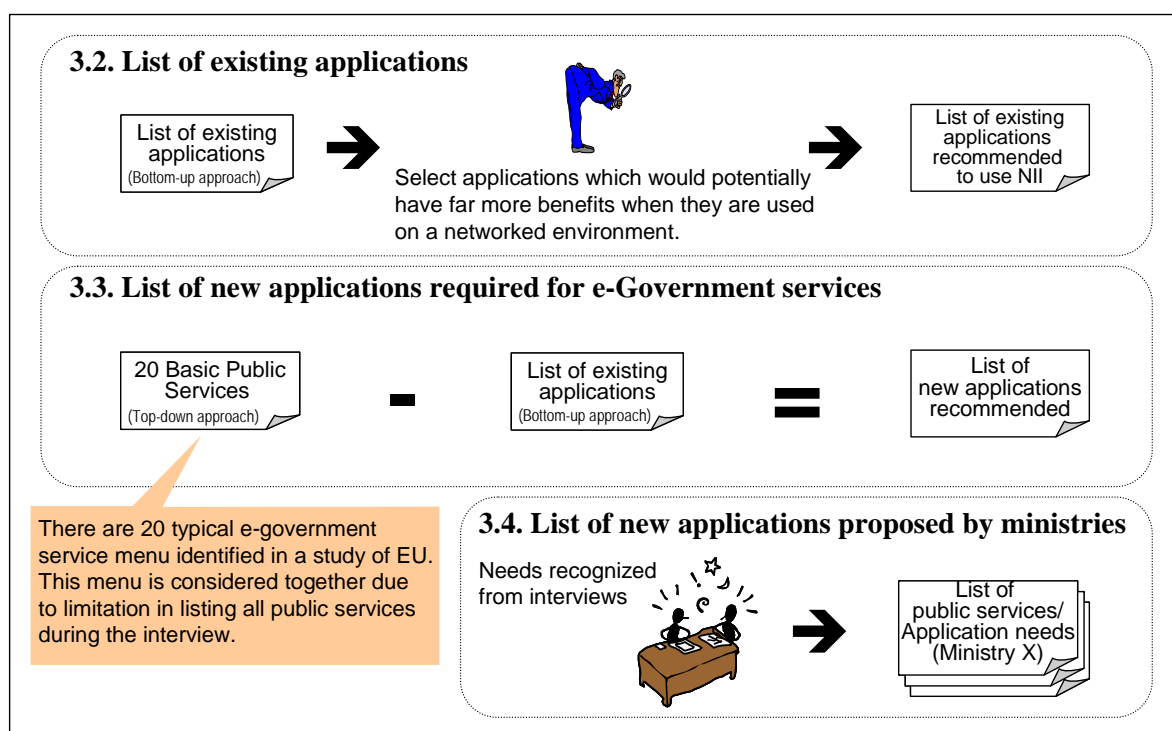 3.2. List of existing applications
List of existing
applications
(Bottom-up approach)
Select applications which would potentially
have far more benefits when they are used
on a networked environment.
List of existing
applications
recommended
to use NII
3.3. List of new applications required for e-Government services
20 Basic Public
Services
(Top-down approach)
-
List of existing
applications
(Bottom-up approach)
=
List of
new applications
recommended
There are 20 typical e-government
service menu identified in a study of EU.
This menu is considered together due
to limitation in listing all public services
during the interview.
3.4. List of new applications proposed by ministries
Needs recognized
from interviews
List of
public services/
Application needs
(Ministry X)